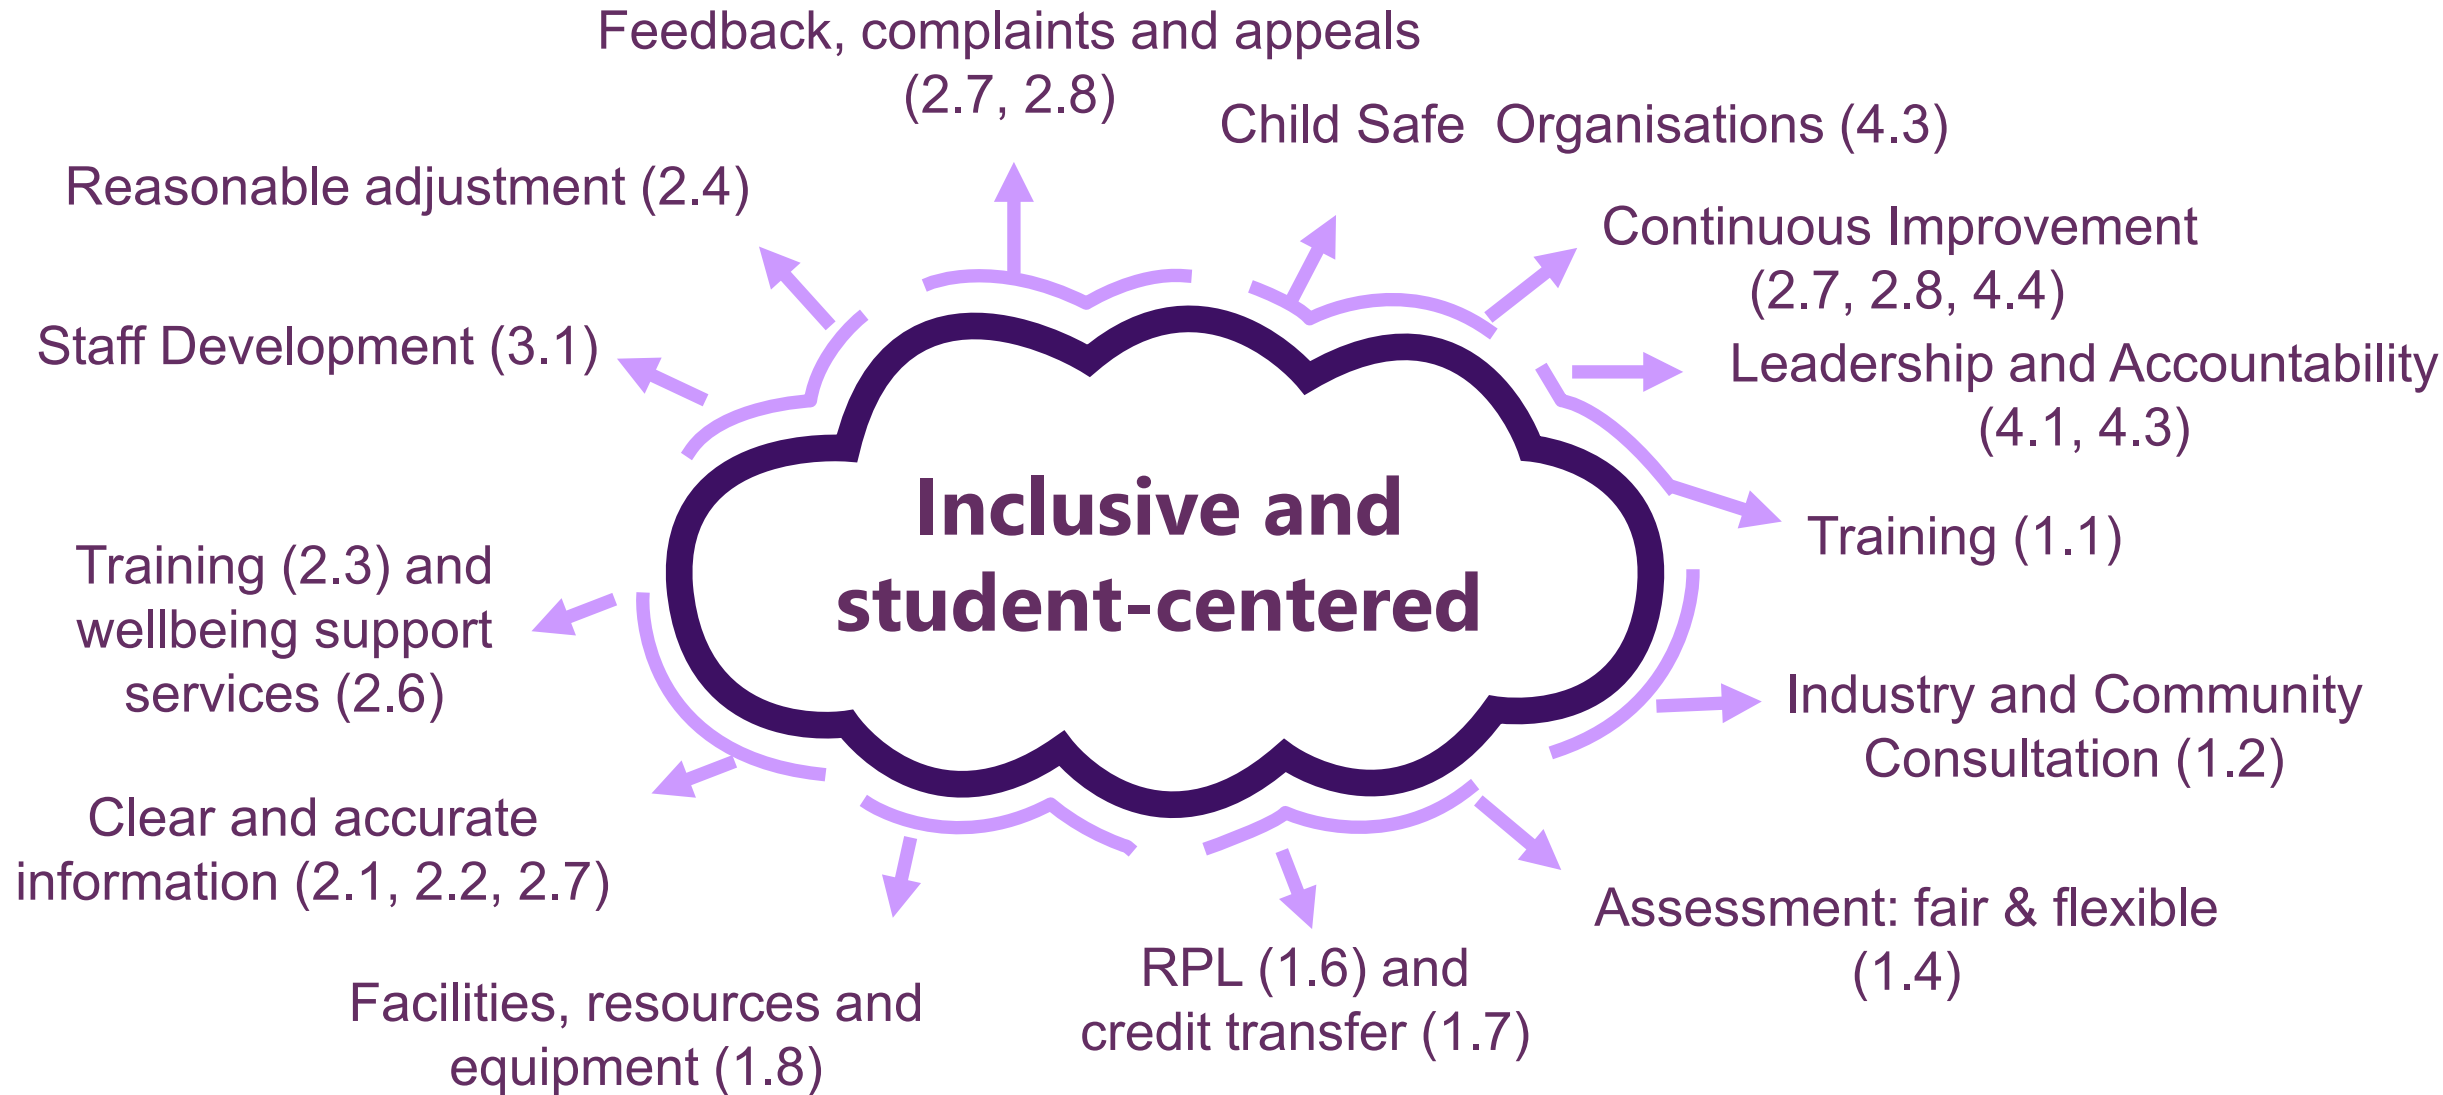 Feedback, complaints and appeals
(2.7, 2.8)
Child Safe  Organisations (4.3)
Reasonable adjustment (2.4)
Continuous Improvement
(2.7, 2.8, 4.4)
Staff Development (3.1)
Leadership and Accountability
(4.1, 4.3)
Inclusive and
student-centered
Training (1.1)
Training (2.3) and
wellbeing support
services (2.6)
Industry and Community
Consultation (1.2)
Clear and accurate
information (2.1, 2.2, 2.7)
Assessment: fair & flexible
(1.4)
RPL (1.6) and
credit transfer (1.7)
Facilities, resources and
equipment (1.8)